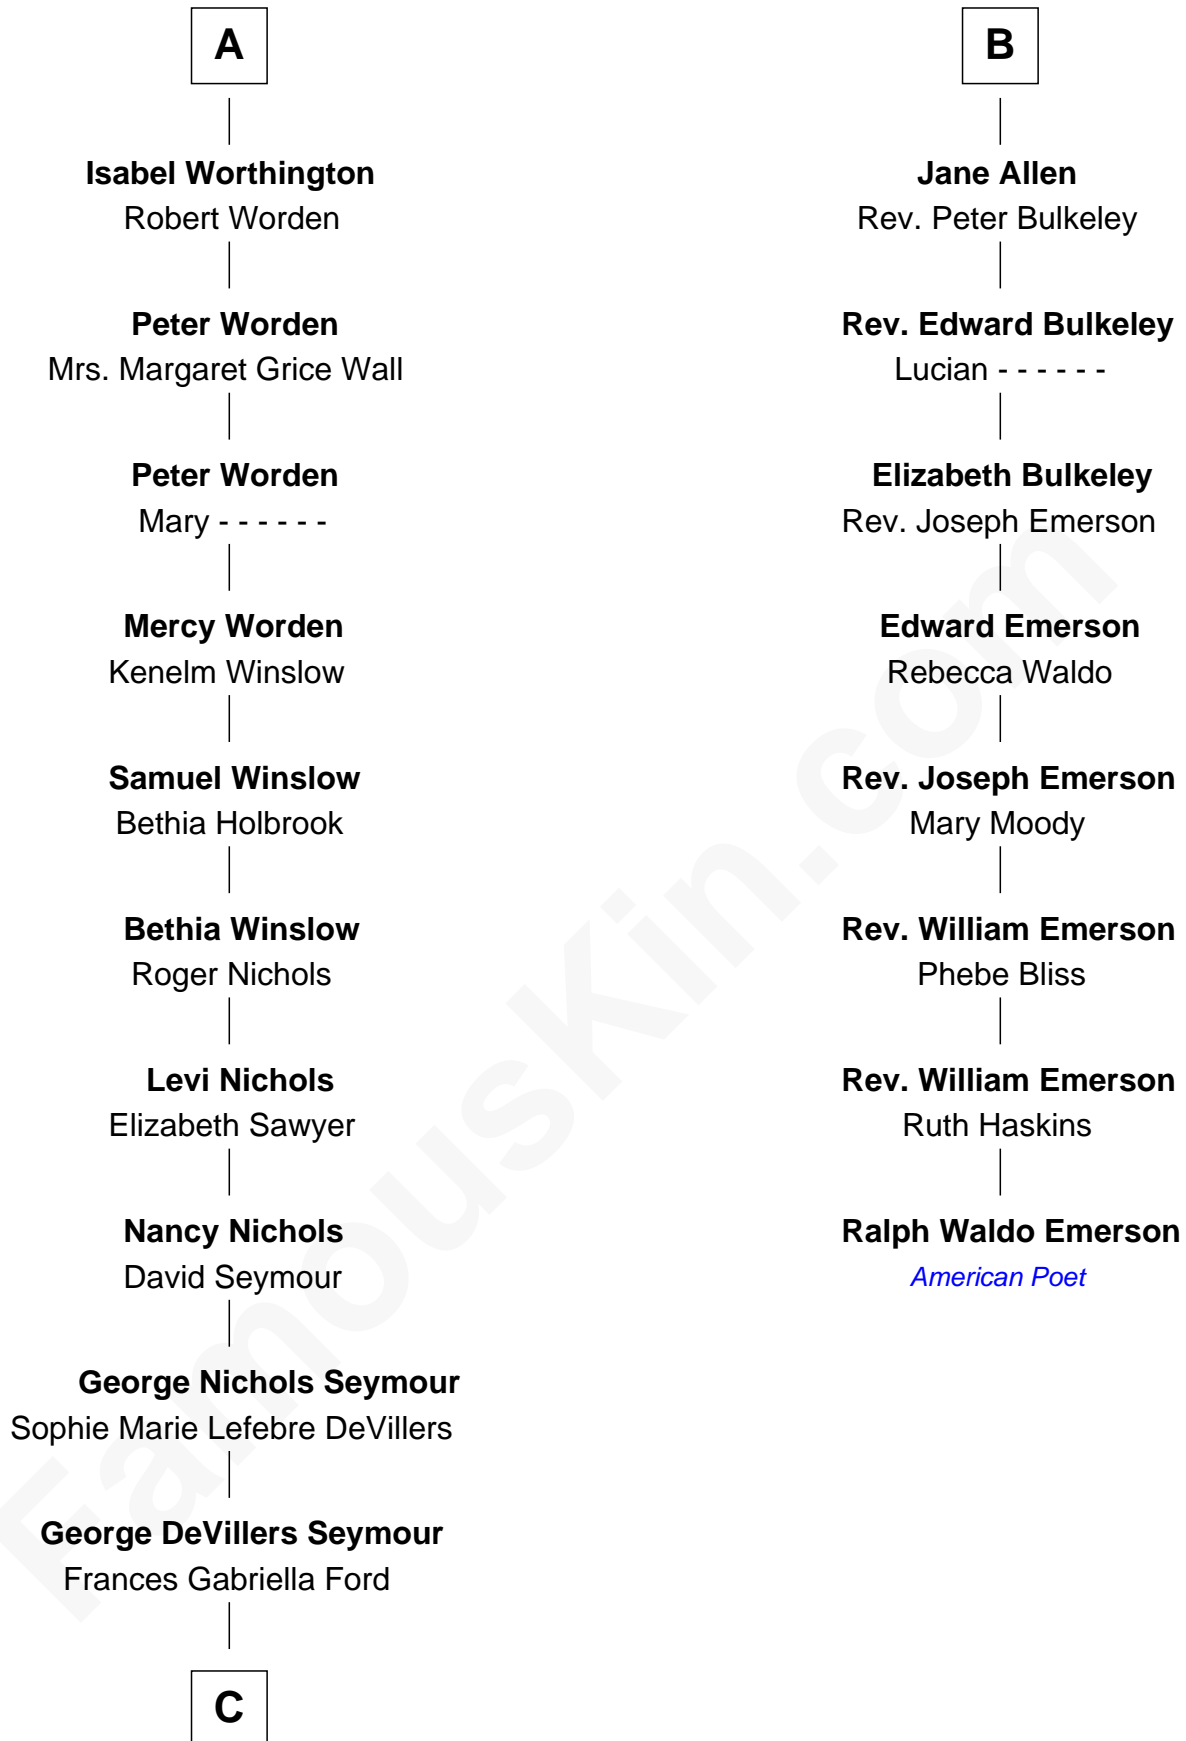 A
Isabel Worthington
Robert Worden
Peter Worden
Mrs. Margaret Grice Wall
Peter Worden
Mary - - - - - -
Mercy Worden
Kenelm Winslow
Samuel Winslow
Bethia Holbrook
Bethia Winslow
Roger Nichols
Levi Nichols
Elizabeth Sawyer
Nancy Nichols
David Seymour
George Nichols Seymour
Sophie Marie Lefebre DeVillers
George DeVillers Seymour
Frances Gabriella Ford
C
B
Jane Allen
Rev. Peter Bulkeley
Rev. Edward Bulkeley
Lucian - - - - - -
Elizabeth Bulkeley
Rev. Joseph Emerson
Edward Emerson
Rebecca Waldo
Rev. Joseph Emerson
Mary Moody
Rev. William Emerson
Phebe Bliss
Rev. William Emerson
Ruth Haskins
Ralph Waldo Emerson
American Poet
FamousKin.com